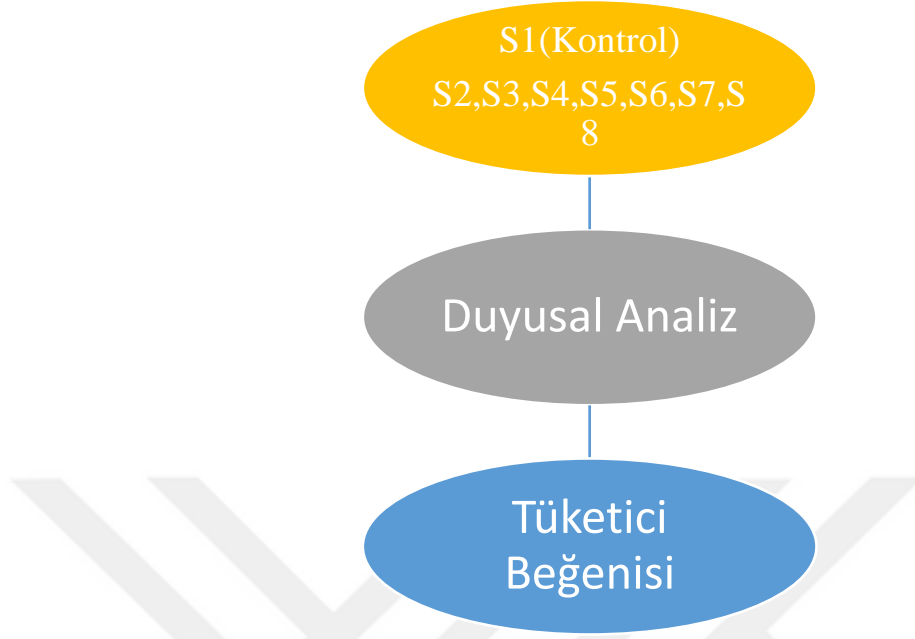 S1(Kontrol)
S2,S3,S4,S5,S6,S7,S
8
Duyusal Analiz
Tüketici
Beğenisi